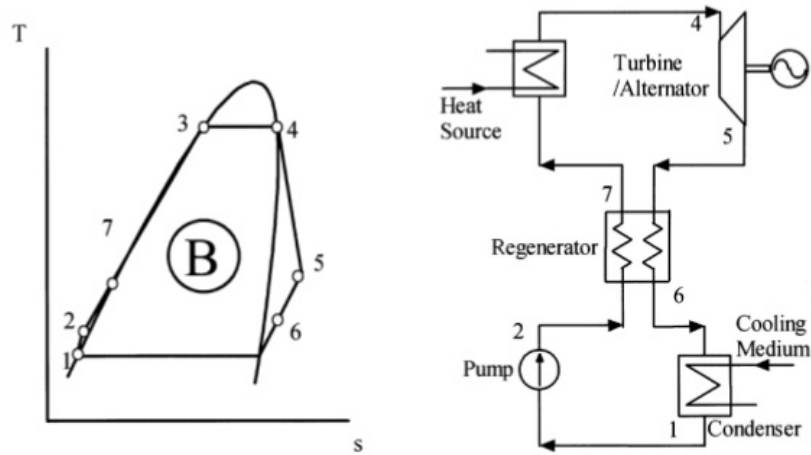 T
3
4
7
B
5
2
6
1
s
4
Turbine
/Alternator
Heat
Source
5
7
Regenerator
6
2
Cooling
Medium
Pump
1
Condenser